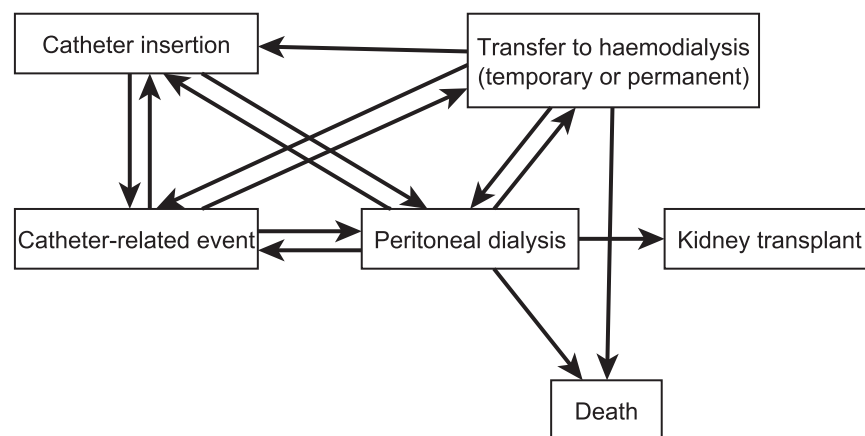 Catheter insertion
Transfer to haemodialysis
(temporary or permanent)
Catheter-related event
Peritoneal dialysis
Kidney transplant
Death